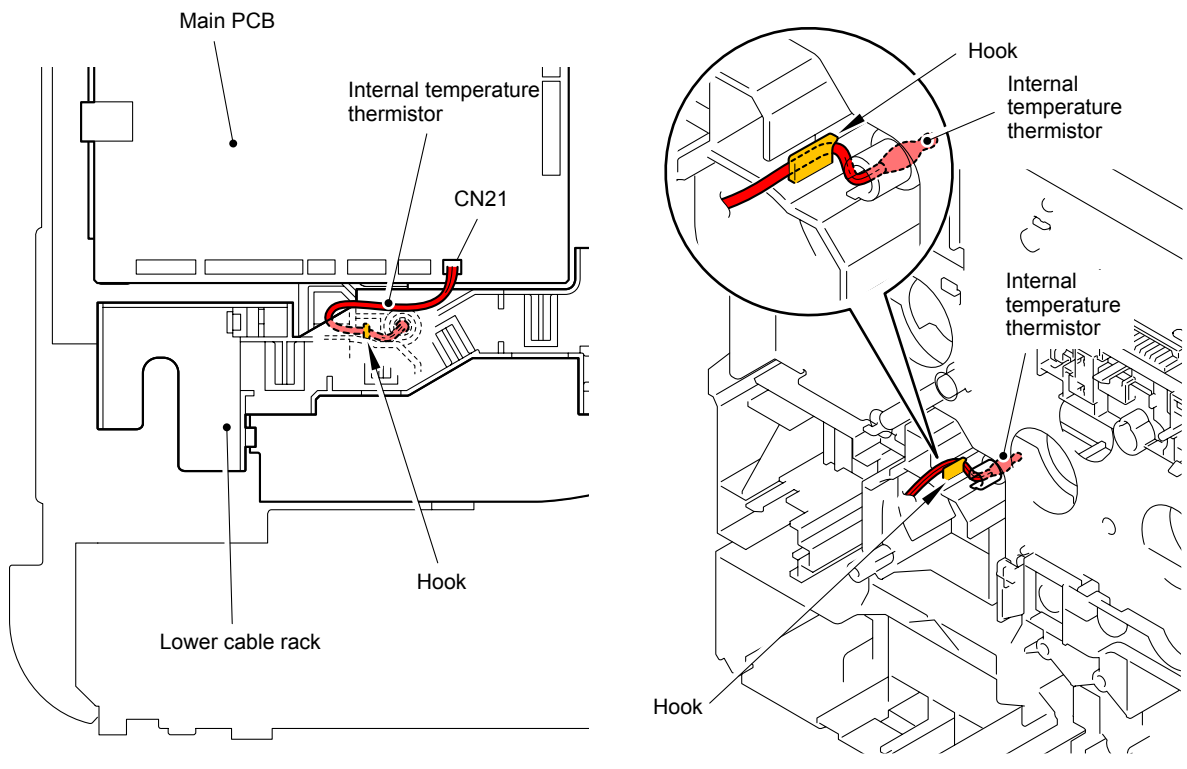 Main PCB
Internal temperature
thermistor
CN21
Hook
Lower cable rack
Hook
Internal
temperature
thermistor
Internal
temperature
thermistor
Hook